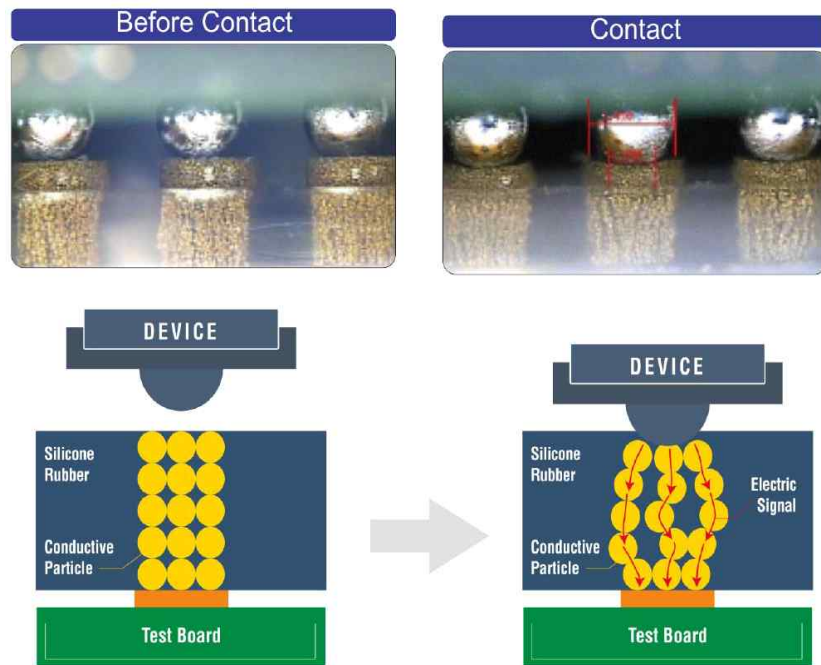 Before Contact
Contact
DEVICE
Silicone
Rubber
Conductive
Particle
Test Board
DEVICE
Silicone
Rubber
Electric
Signal
Conductive
Particle
Test Board